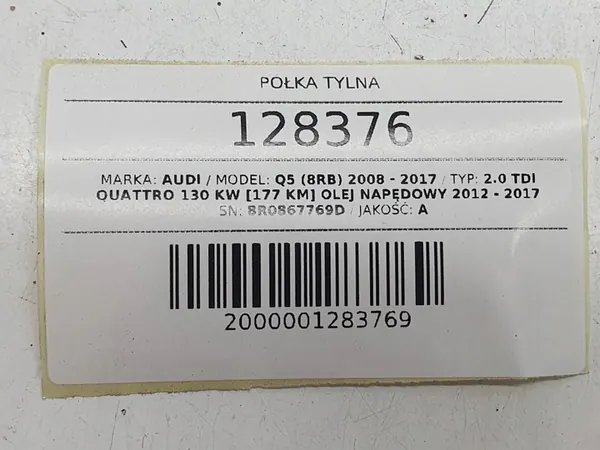 PÓŁKA TYLNA
128376
MARKA: AUDI / MODEL: Q5 (8RB) 2008 - 2017 / TYP: 2.0 TDI
QUATTRO 130 KW [177 KM] OLEJ NAPĘDOWY 2012 - 2017
SN: 8R0867769D / JAKOŚĆ: A
2000001283769